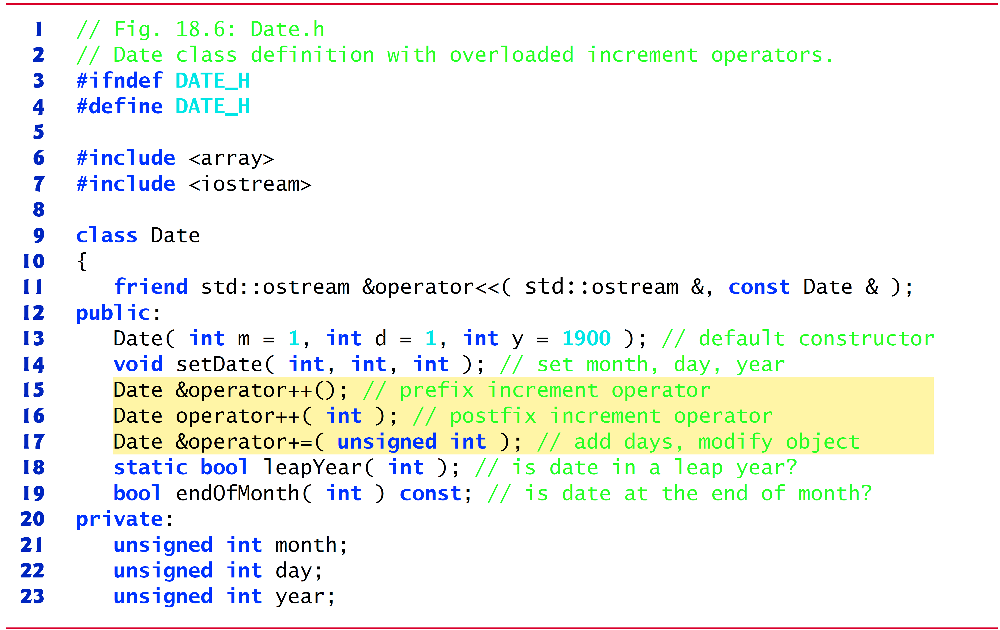 1 // Fig. 18.6: Date.h
2 // Date class definition with overloaded increment operators.
3 #ifndef DATE_H
4 #define DATE_H
5
6 #include <array>
7 #include <iostream>
8
9 class Date
10 {
11    friend std::ostream &operator<<( std::ostream &, const Date & );
12 public:
13    Date( int m = 1, int d = 1, int y = 1900 ); // default constructor
14    void setDate( int, int, int ); // set month, day, year
15    Date &operator++(); // prefix increment operator
16    Date operator++( int ); // postfix increment operator
17    Date &operator+=( unsigned int ); // add days, modify object
18    static bool leapYear( int ); // is date in a leap year?
19    bool endOfMonth( int ) const; // is date at the end of month?
20 private:
21    unsigned int month;
22    unsigned int day;
23    unsigned int year;